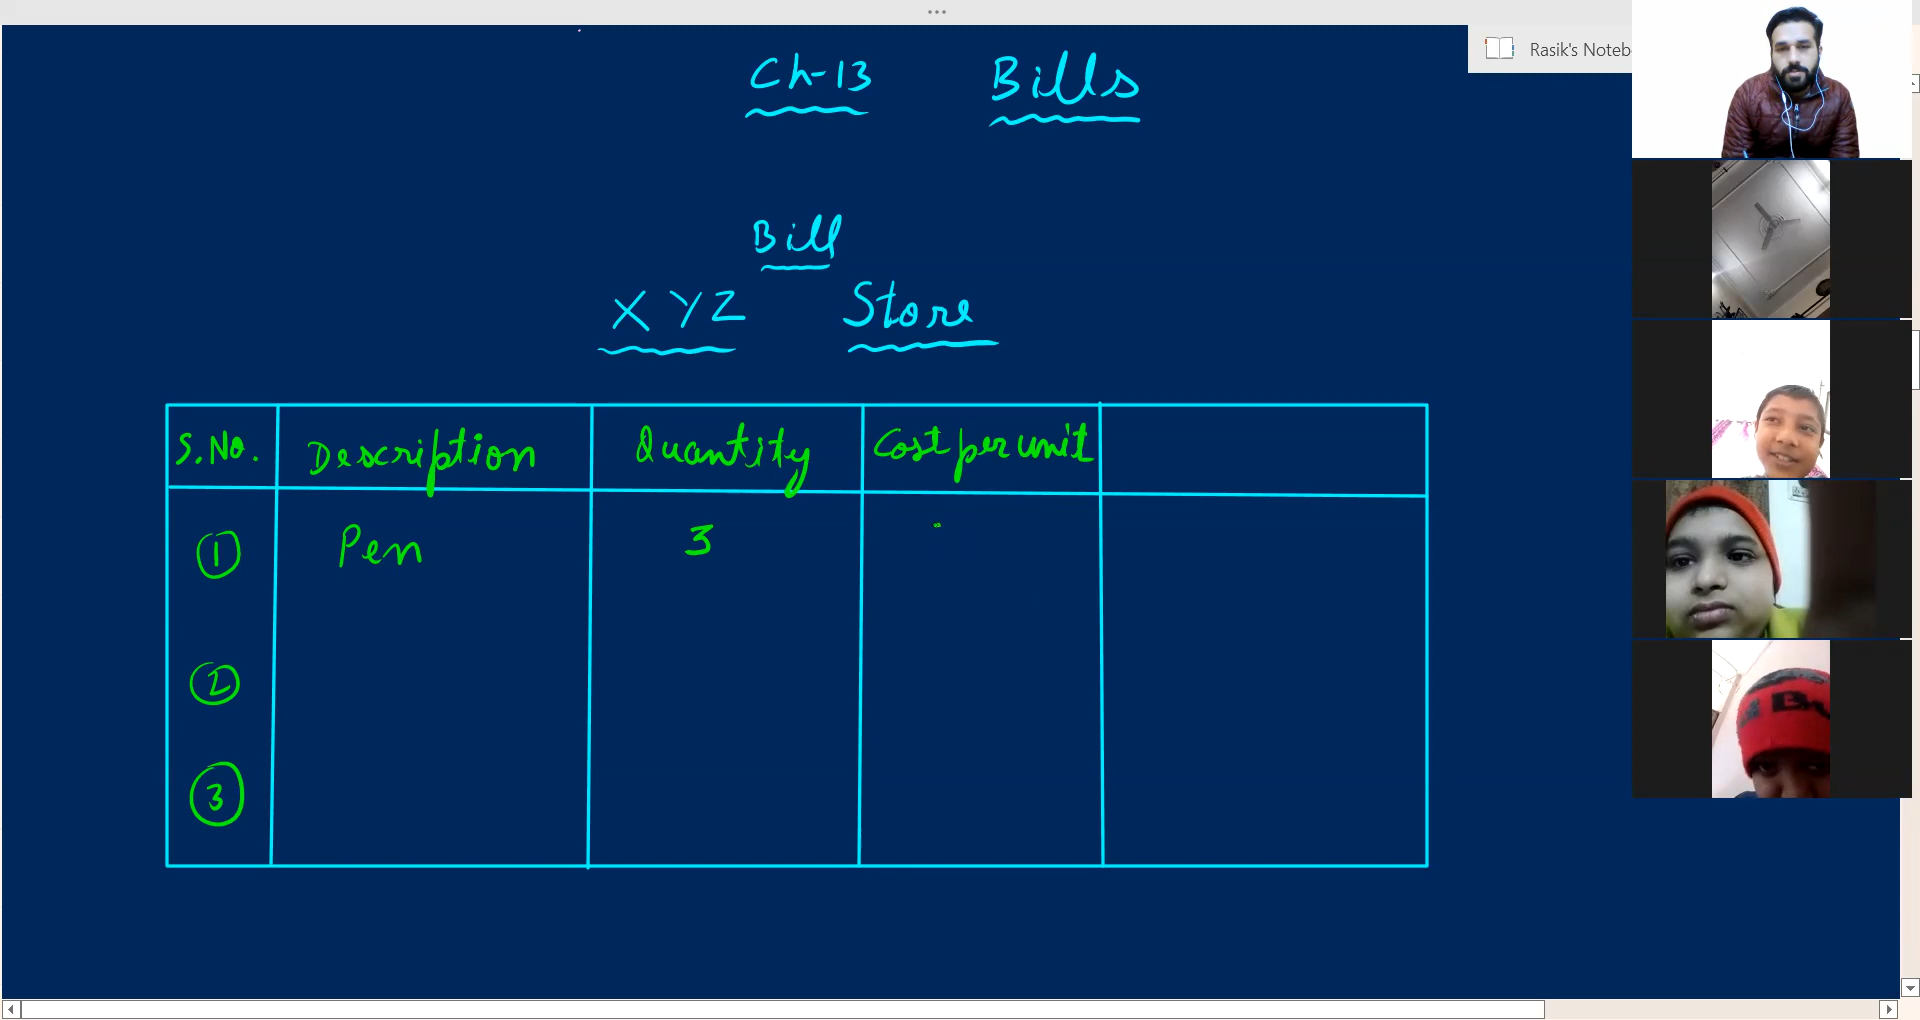 Rasik's Noteb
Ch-13 Bills
Bill
XYZ Store
S.No. Description Quantity Cost per unit
1 Pen 3
2
3